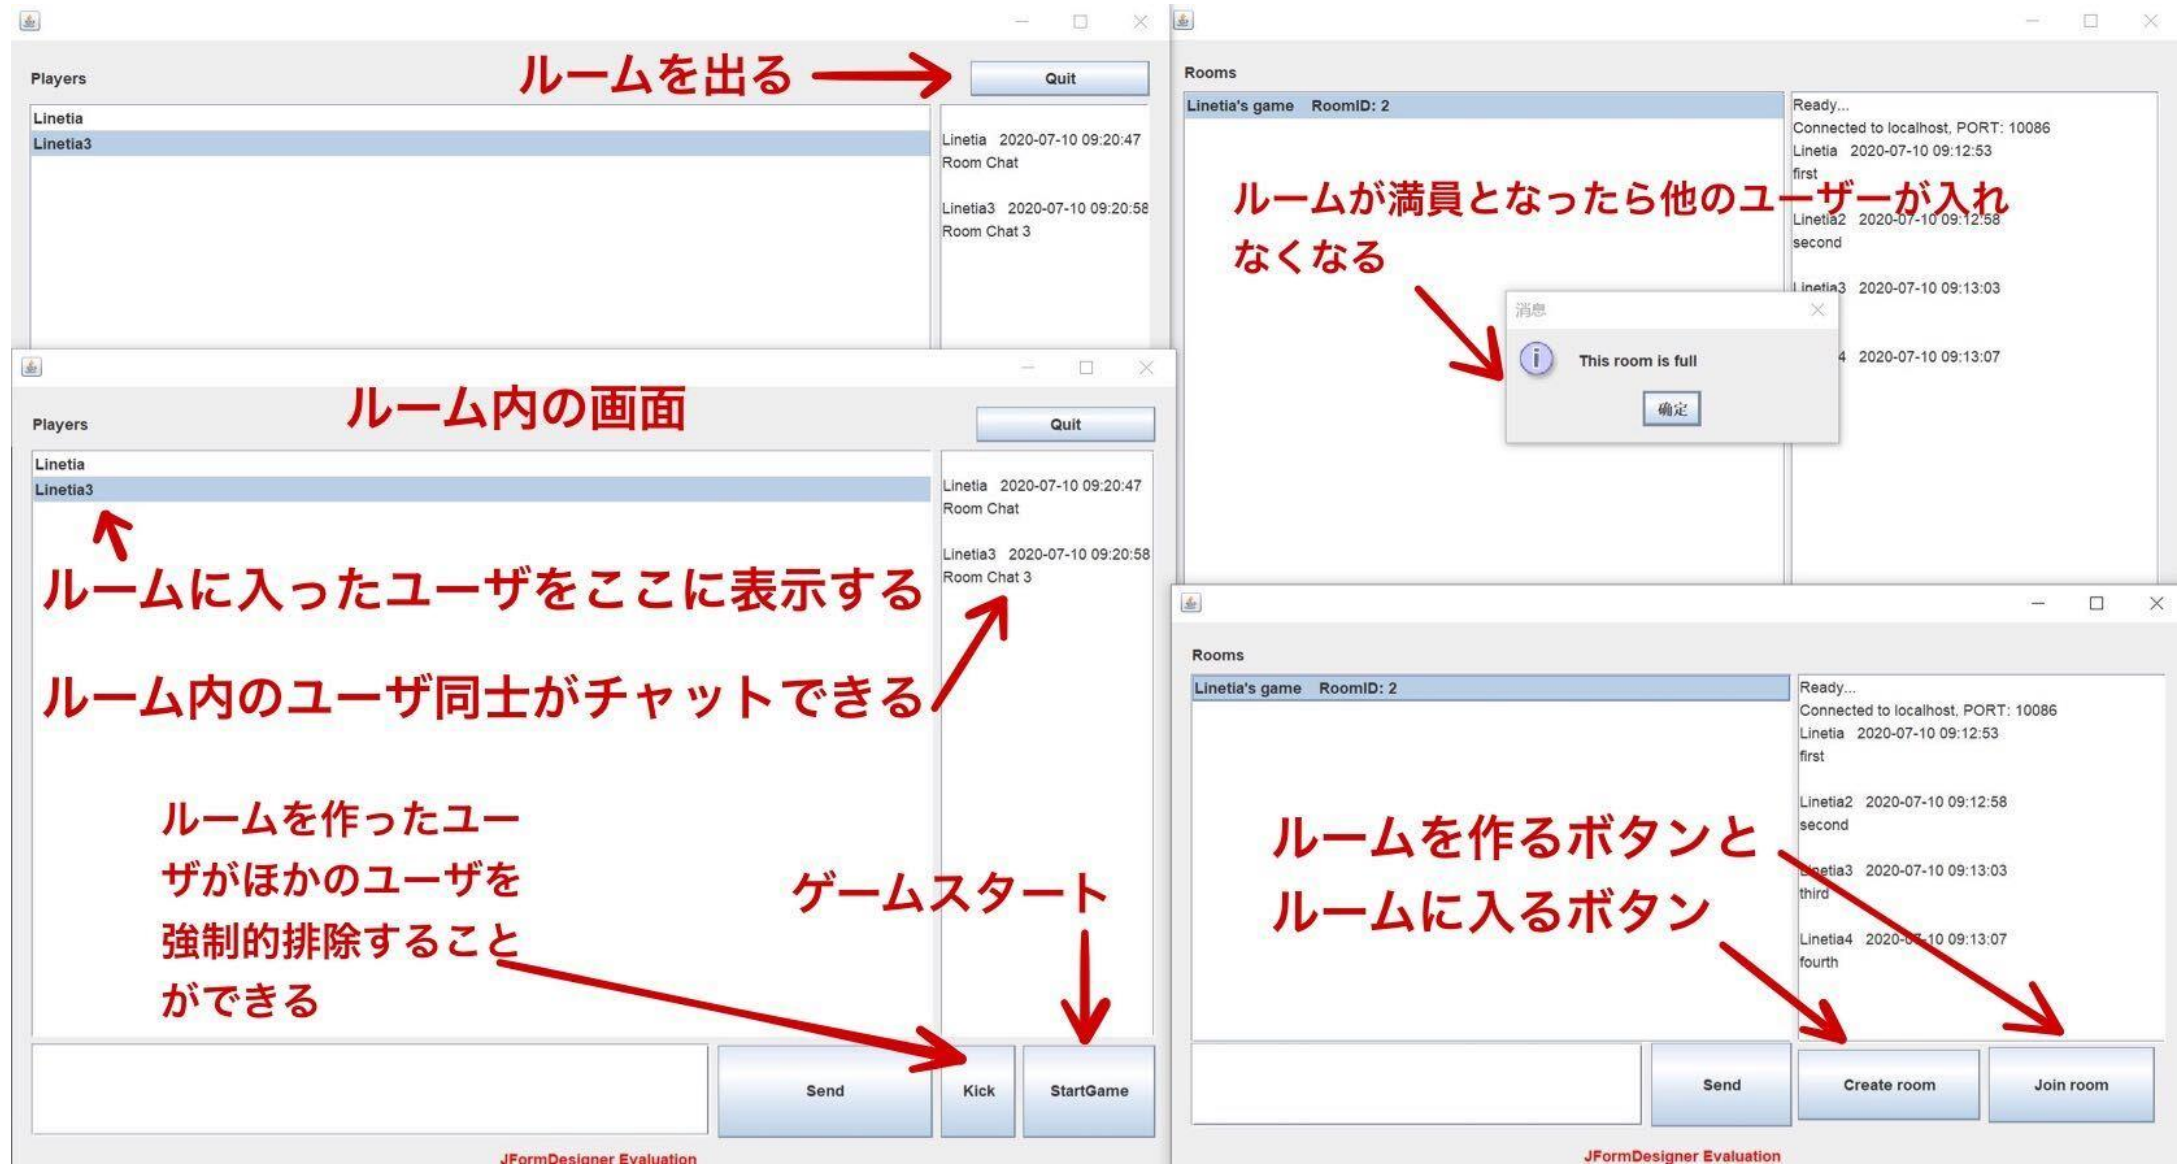 Players
ルームを出る
Quit
Linetia
Linetia3
Linetia 2020-07-10 09:20:47
Room Chat
Linetia3 2020-07-10 09:20:58
Room Chat 3
Rooms
Linetia's game RoomID: 2
Ready...
Connected to localhost, PORT: 10086
Linetia 2020-07-10 09:12:53
first
ルームが満員となったら他のユーザーが入れ
なくなる
Linetia2 2020-07-10 09:12:58
second
Linetia3 2020-07-10 09:13:03
4 2020-07-10 09:13:07
消息
This room is full
确定
ルーム内の画面
Players
Quit
Linetia
Linetia3
Linetia 2020-07-10 09:20:47
Room Chat
Linetia3 2020-07-10 09:20:58
Room Chat 3
ルームに入ったユーザをここに表示する
ルーム内のユーザ同士がチャットできる
ルームを作ったユー
ザがほかのユーザを
強制的排除すること
ができる
ゲームスタート
Send
Kick
StartGame
JFormDesigner Evaluation
Rooms
Linetia's game RoomID: 2
Ready...
Connected to localhost, PORT: 10086
Linetia 2020-07-10 09:12:53
first
Linetia2 2020-07-10 09:12:58
second
ルームを作るボタンと
ルームに入るボタン
Linetia3 2020-07-10 09:13:03
third
Linetia4 2020-07-10 09:13:07
fourth
Send
Create room
Join room
JFormDesigner Evaluation